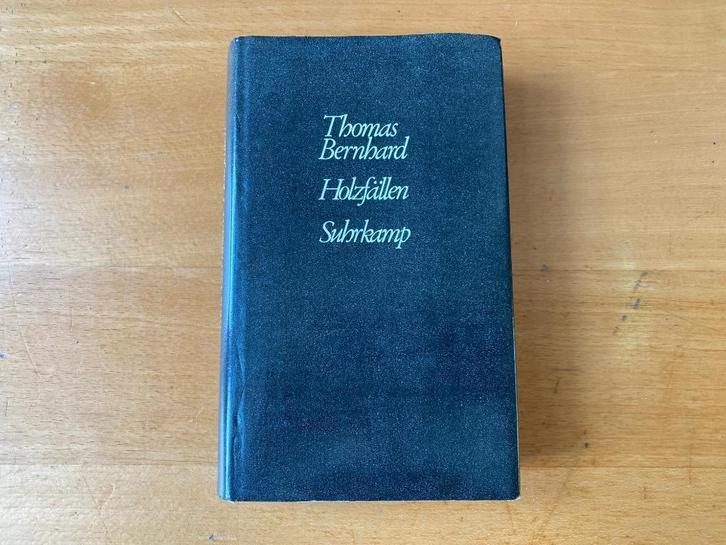 Thomas
Bernhard
Holzfällen
Suhrkamp